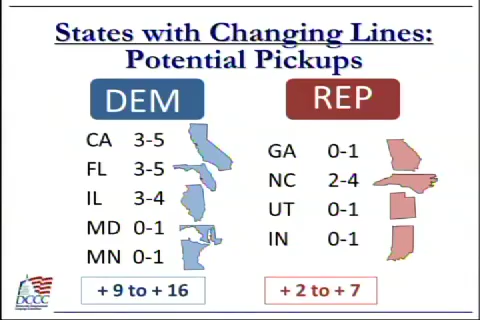 States with Changing Lines:
Potential Pickups
DEM
CA 3-5
FL 3-5
IL 3-4
MD 0-1
MN 0-1
+ 9 to + 16
REP
GA 0-1
NC 2-4
UT 0-1
IN 0-1
+ 2 to + 7
DCCC